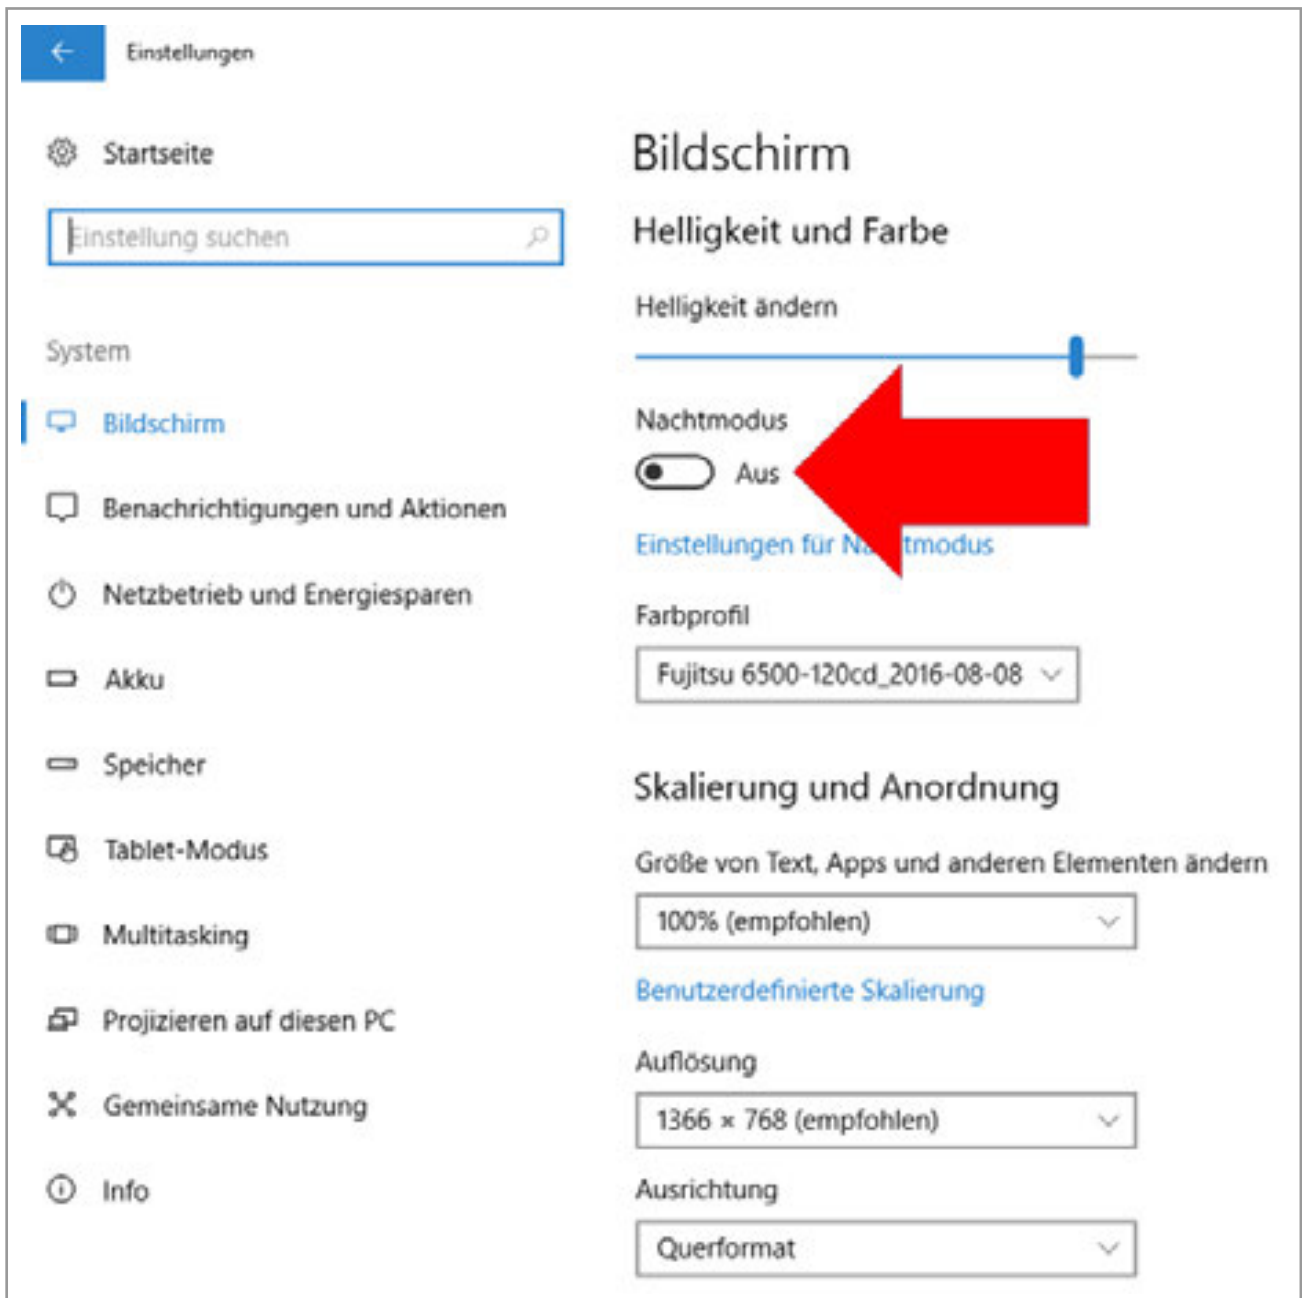 Einstellungen
Startseite
Einstellung suchen
System
Bildschirm
Benachrichtigungen und Aktionen
Netzbetrieb und Energiesparen
Akku
Speicher
Tablet-Modus
Multitasking
Projizieren auf diesen PC
Gemeinsame Nutzung
Info
Bildschirm
Helligkeit und Farbe
Helligkeit ändern
Nachtmodus
Aus
Einstellungen für Nachtmodus
Farbprofil
Fujitsu 6500-120cd_2016-08-08
Skalierung und Anordnung
Größe von Text, Apps und anderen Elementen ändern
100% (empfohlen)
Benutzerdefinierte Skalierung
Auflösung
1366 × 768 (empfohlen)
Ausrichtung
Querformat